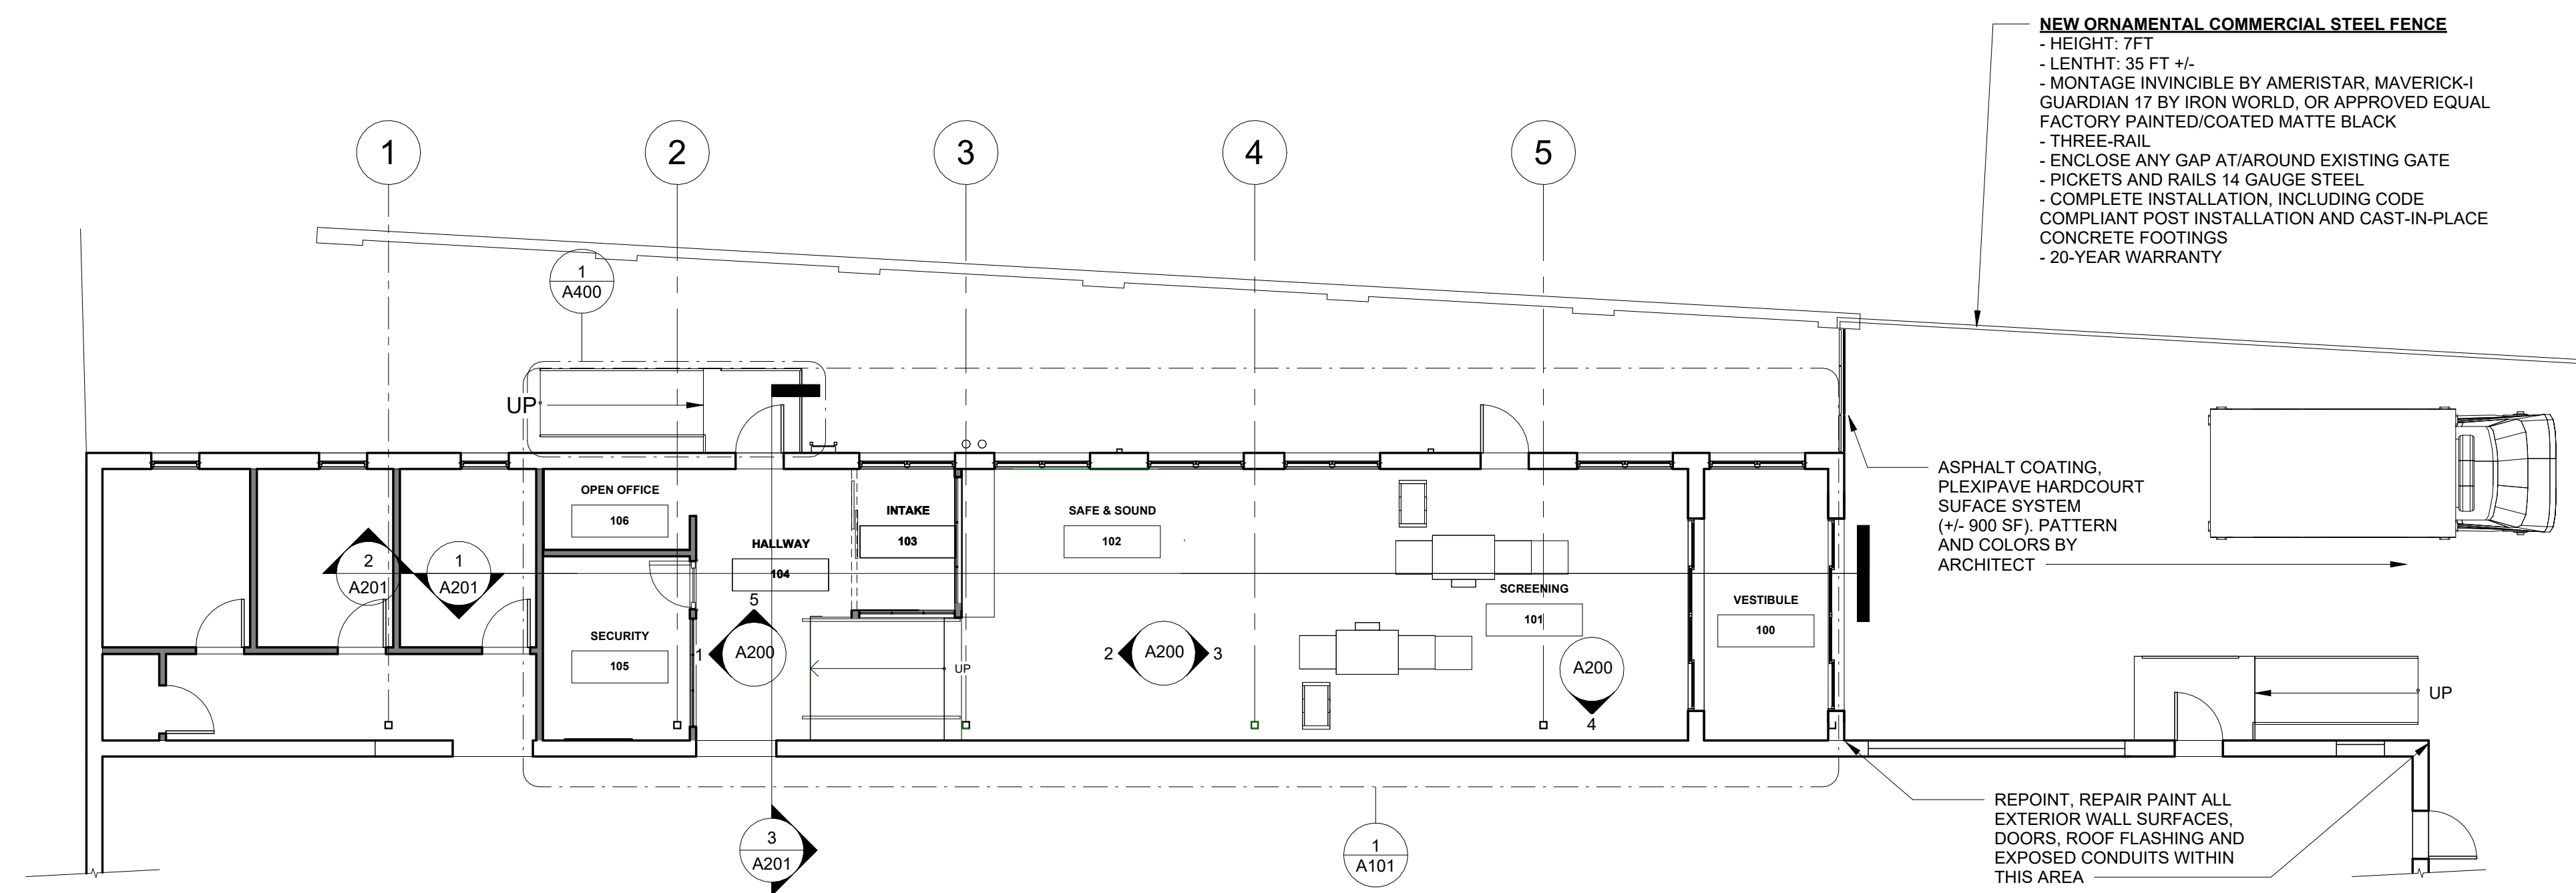 NEW ORNAMENTAL COMMERCIAL STEEL FENCE
- HEIGHT: 7FT
- LENTHT: 35 FT +/-
- MONTAGE INVINCIBLE BY AMERISTAR, MAVERICK-I
GUARDIAN 17 BY IRON WORLD, OR APPROVED EQUAL
FACTORY PAINTED/COATED MATTE BLACK
- THREE-RAIL
- ENCLOSE ANY GAP AT/AROUND EXISTING GATE
- PICKETS AND RAILS 14 GAUGE STEEL
- COMPLETE INSTALLATION, INCLUDING CODE
COMPLIANT POST INSTALLATION AND CAST-IN-PLACE
CONCRETE FOOTINGS
- 20-YEAR WARRANTY
1
2
3
4
5
1
A400
UP
OPEN OFFICE
106
INTAKE
103
SAFE & SOUND
102
HALLWAY
104
2
A201
1
A201
SECURITY
105
5
1
A200
UP
2
A200
3
SCREENING
101
A200
4
VESTIBULE
100
ASPHALT COATING,
PLEXIPAVE HARDCOURT
SUFACE SYSTEM
(+/- 900 SF). PATTERN
AND COLORS BY
ARCHITECT
UP
3
A201
1
A101
REPOINT, REPAIR PAINT ALL
EXTERIOR WALL SURFACES,
DOORS, ROOF FLASHING AND
EXPOSED CONDUITS WITHIN
THIS AREA